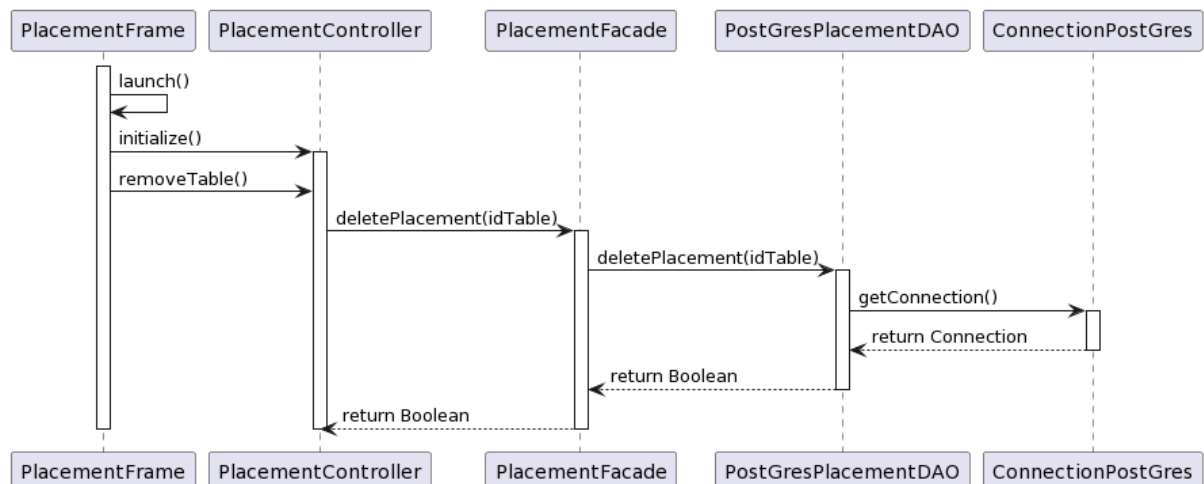 PlacementFrame PlacementController PlacementFacade PostGresPlacementDAO ConnectionPostGres
launch()
initialize()
removeTable()
deletePlacement(idTable)
deletePlacement(idTable)
getConnection()
return Connection
return Boolean
return Boolean
PlacementFrame PlacementController PlacementFacade PostGresPlacementDAO ConnectionPostGres